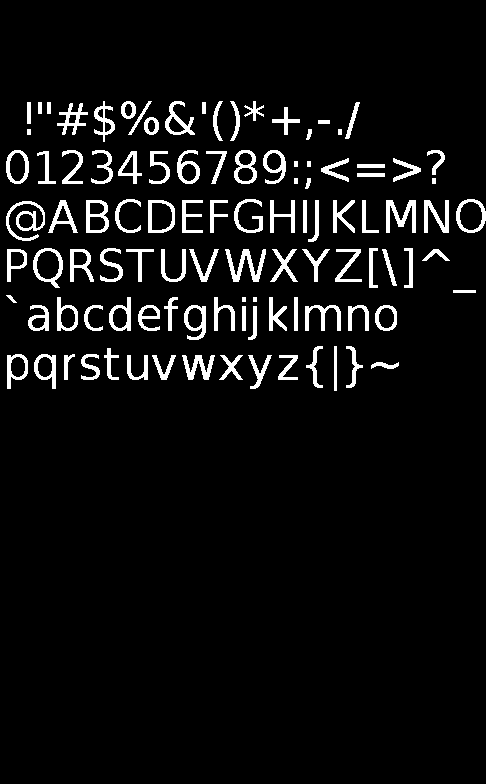 !"#$%&'()*+,-./
0123456789:;<=>?
@ABCDEFGHIJKLMNO
PQRSTUVWXYZ[\]^_
`abcdefghijklmno
pqrstuvwxyz{|}~